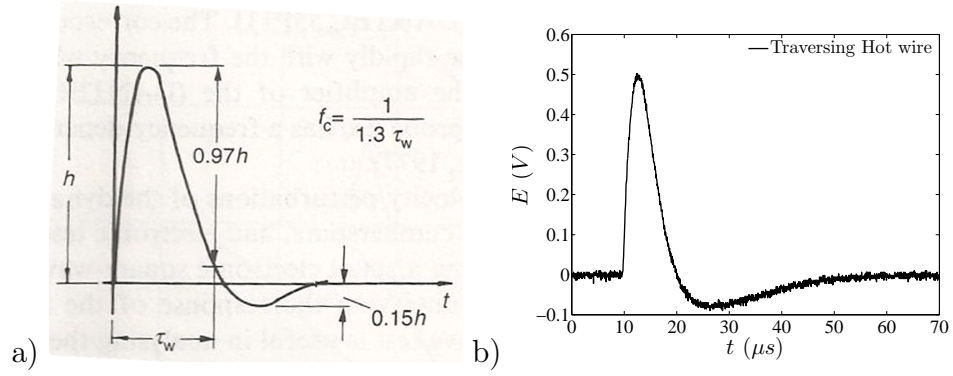 h
0.97h
f_c = 1 / 1.3 τ_w
t
0.15h
τ_w
a)
0.6
0.5
0.4
0.3
0.2
0.1
0
−0.1
E (V)
Traversing Hot wire
0 10 20 30 40 50 60 70
t (μs)
b)